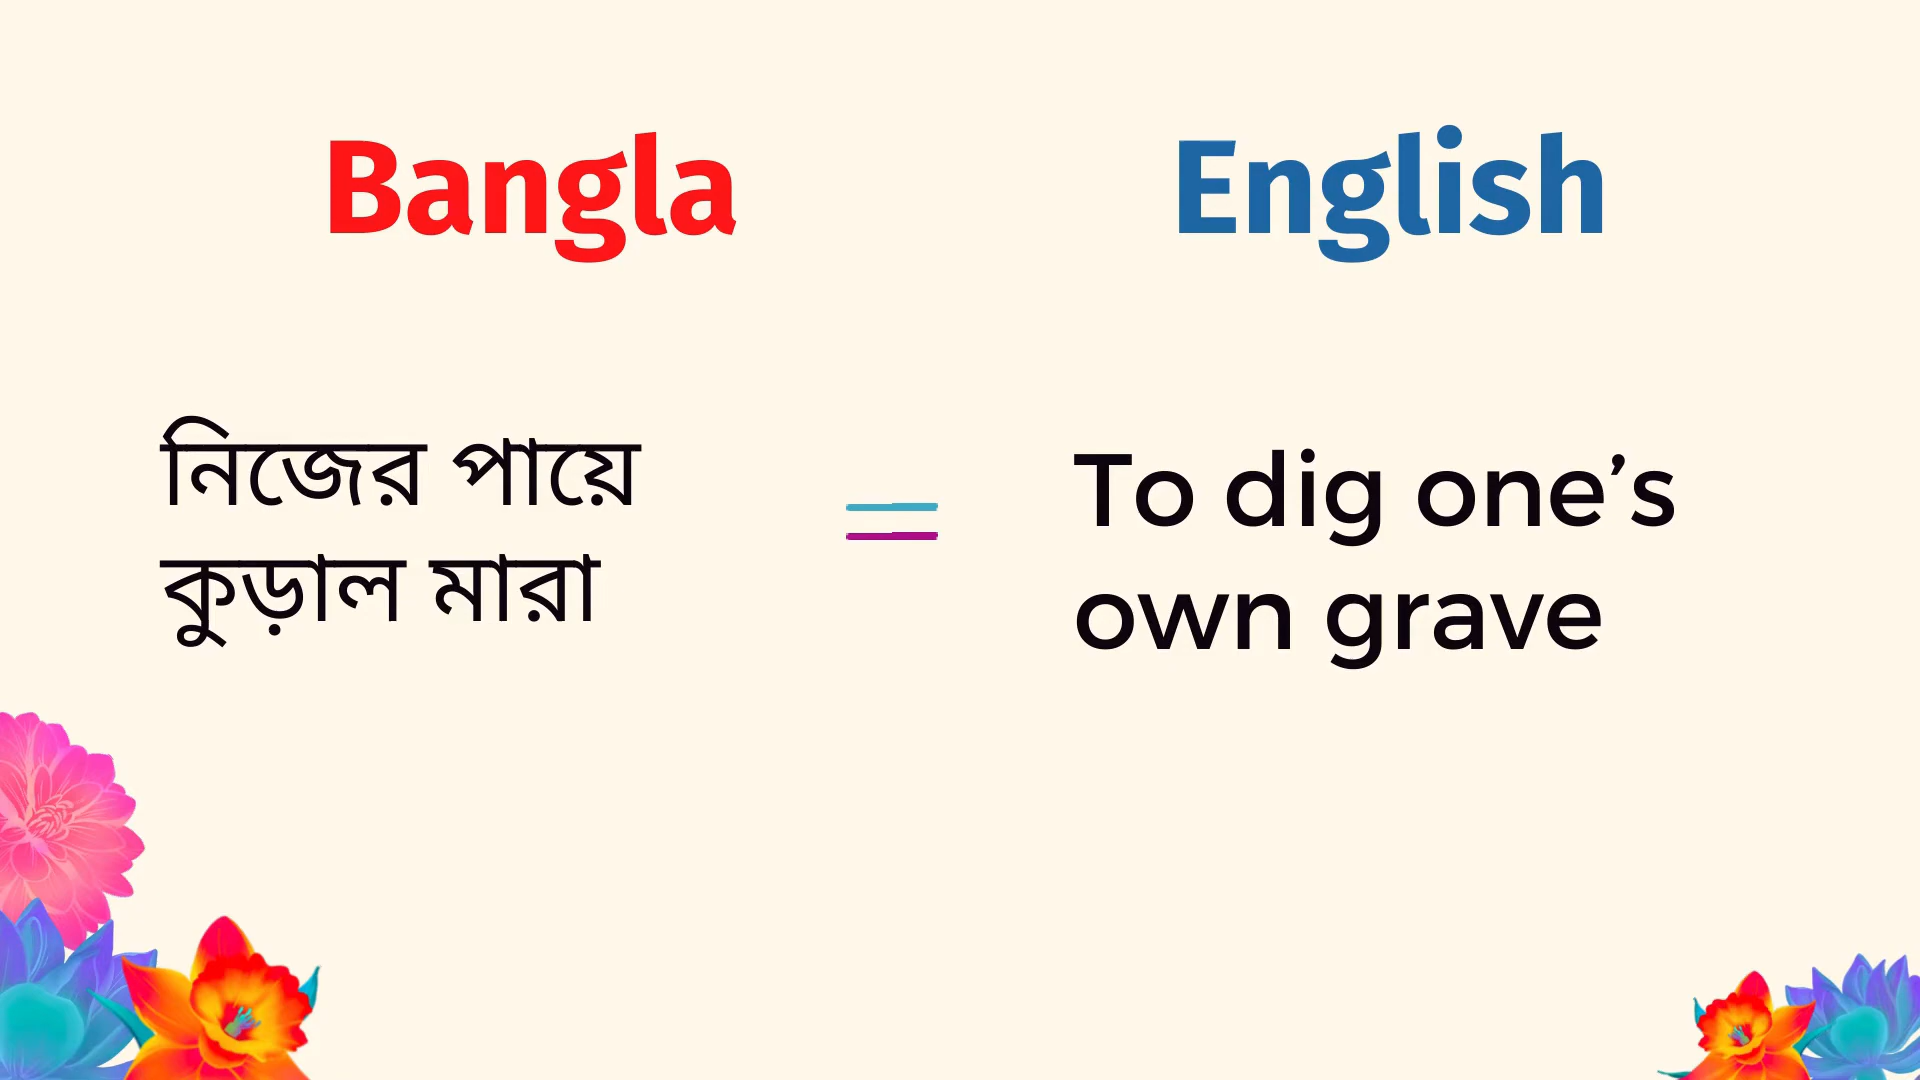 Bangla
English
নিজের পায়ে
কুড়াল মারা
=
To dig one’s
own grave